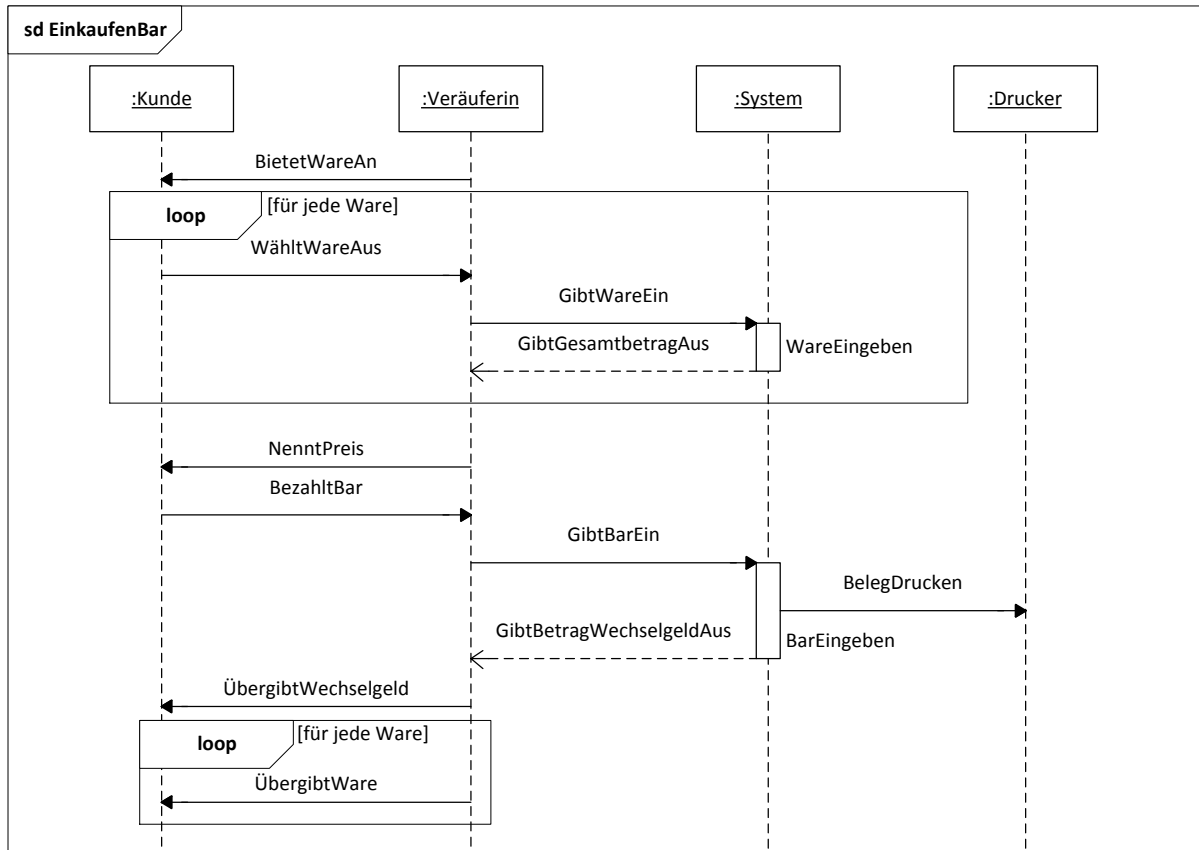 sd EinkaufenBar
:Kunde
:Veräuferin
:System
:Drucker
BietetWareAn
loop
[für jede Ware]
WähltWareAus
GibtWareEin
GibtGesamtbetragAus
WareEingeben
NenntPreis
BezahltBar
GibtBarEin
BelegDrucken
GibtBetragWechselgeldAus
BarEingeben
ÜbergibtWechselgeld
loop
[für jede Ware]
ÜbergibtWare